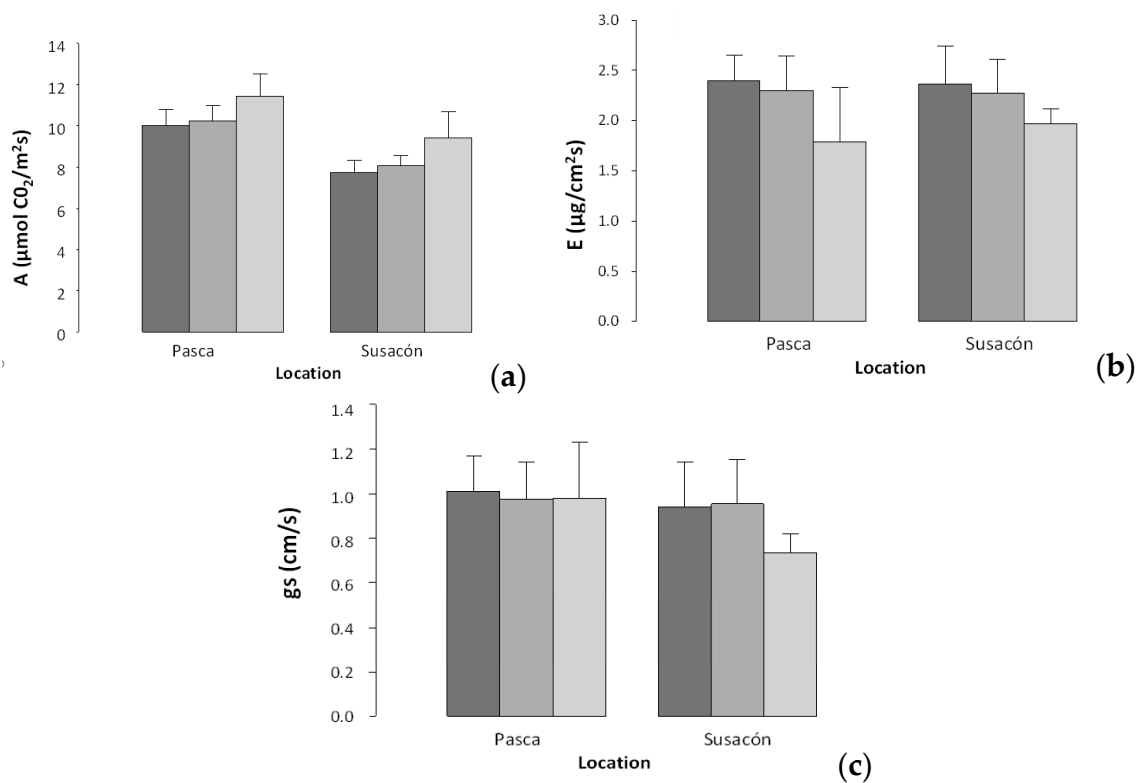 14
12
10
8
6
4
2
0
A (µmol C0₂/m²s)
Pasca Susacón
Location
(a)
3.0
2.5
2.0
1.5
1.0
0.5
0.0
E (µg/cm²s)
Pasca Susacón
Location
(b)
1.4
1.2
1.0
0.8
0.6
0.4
0.2
0.0
gs (cm/s)
Pasca Susacón
Location
(c)